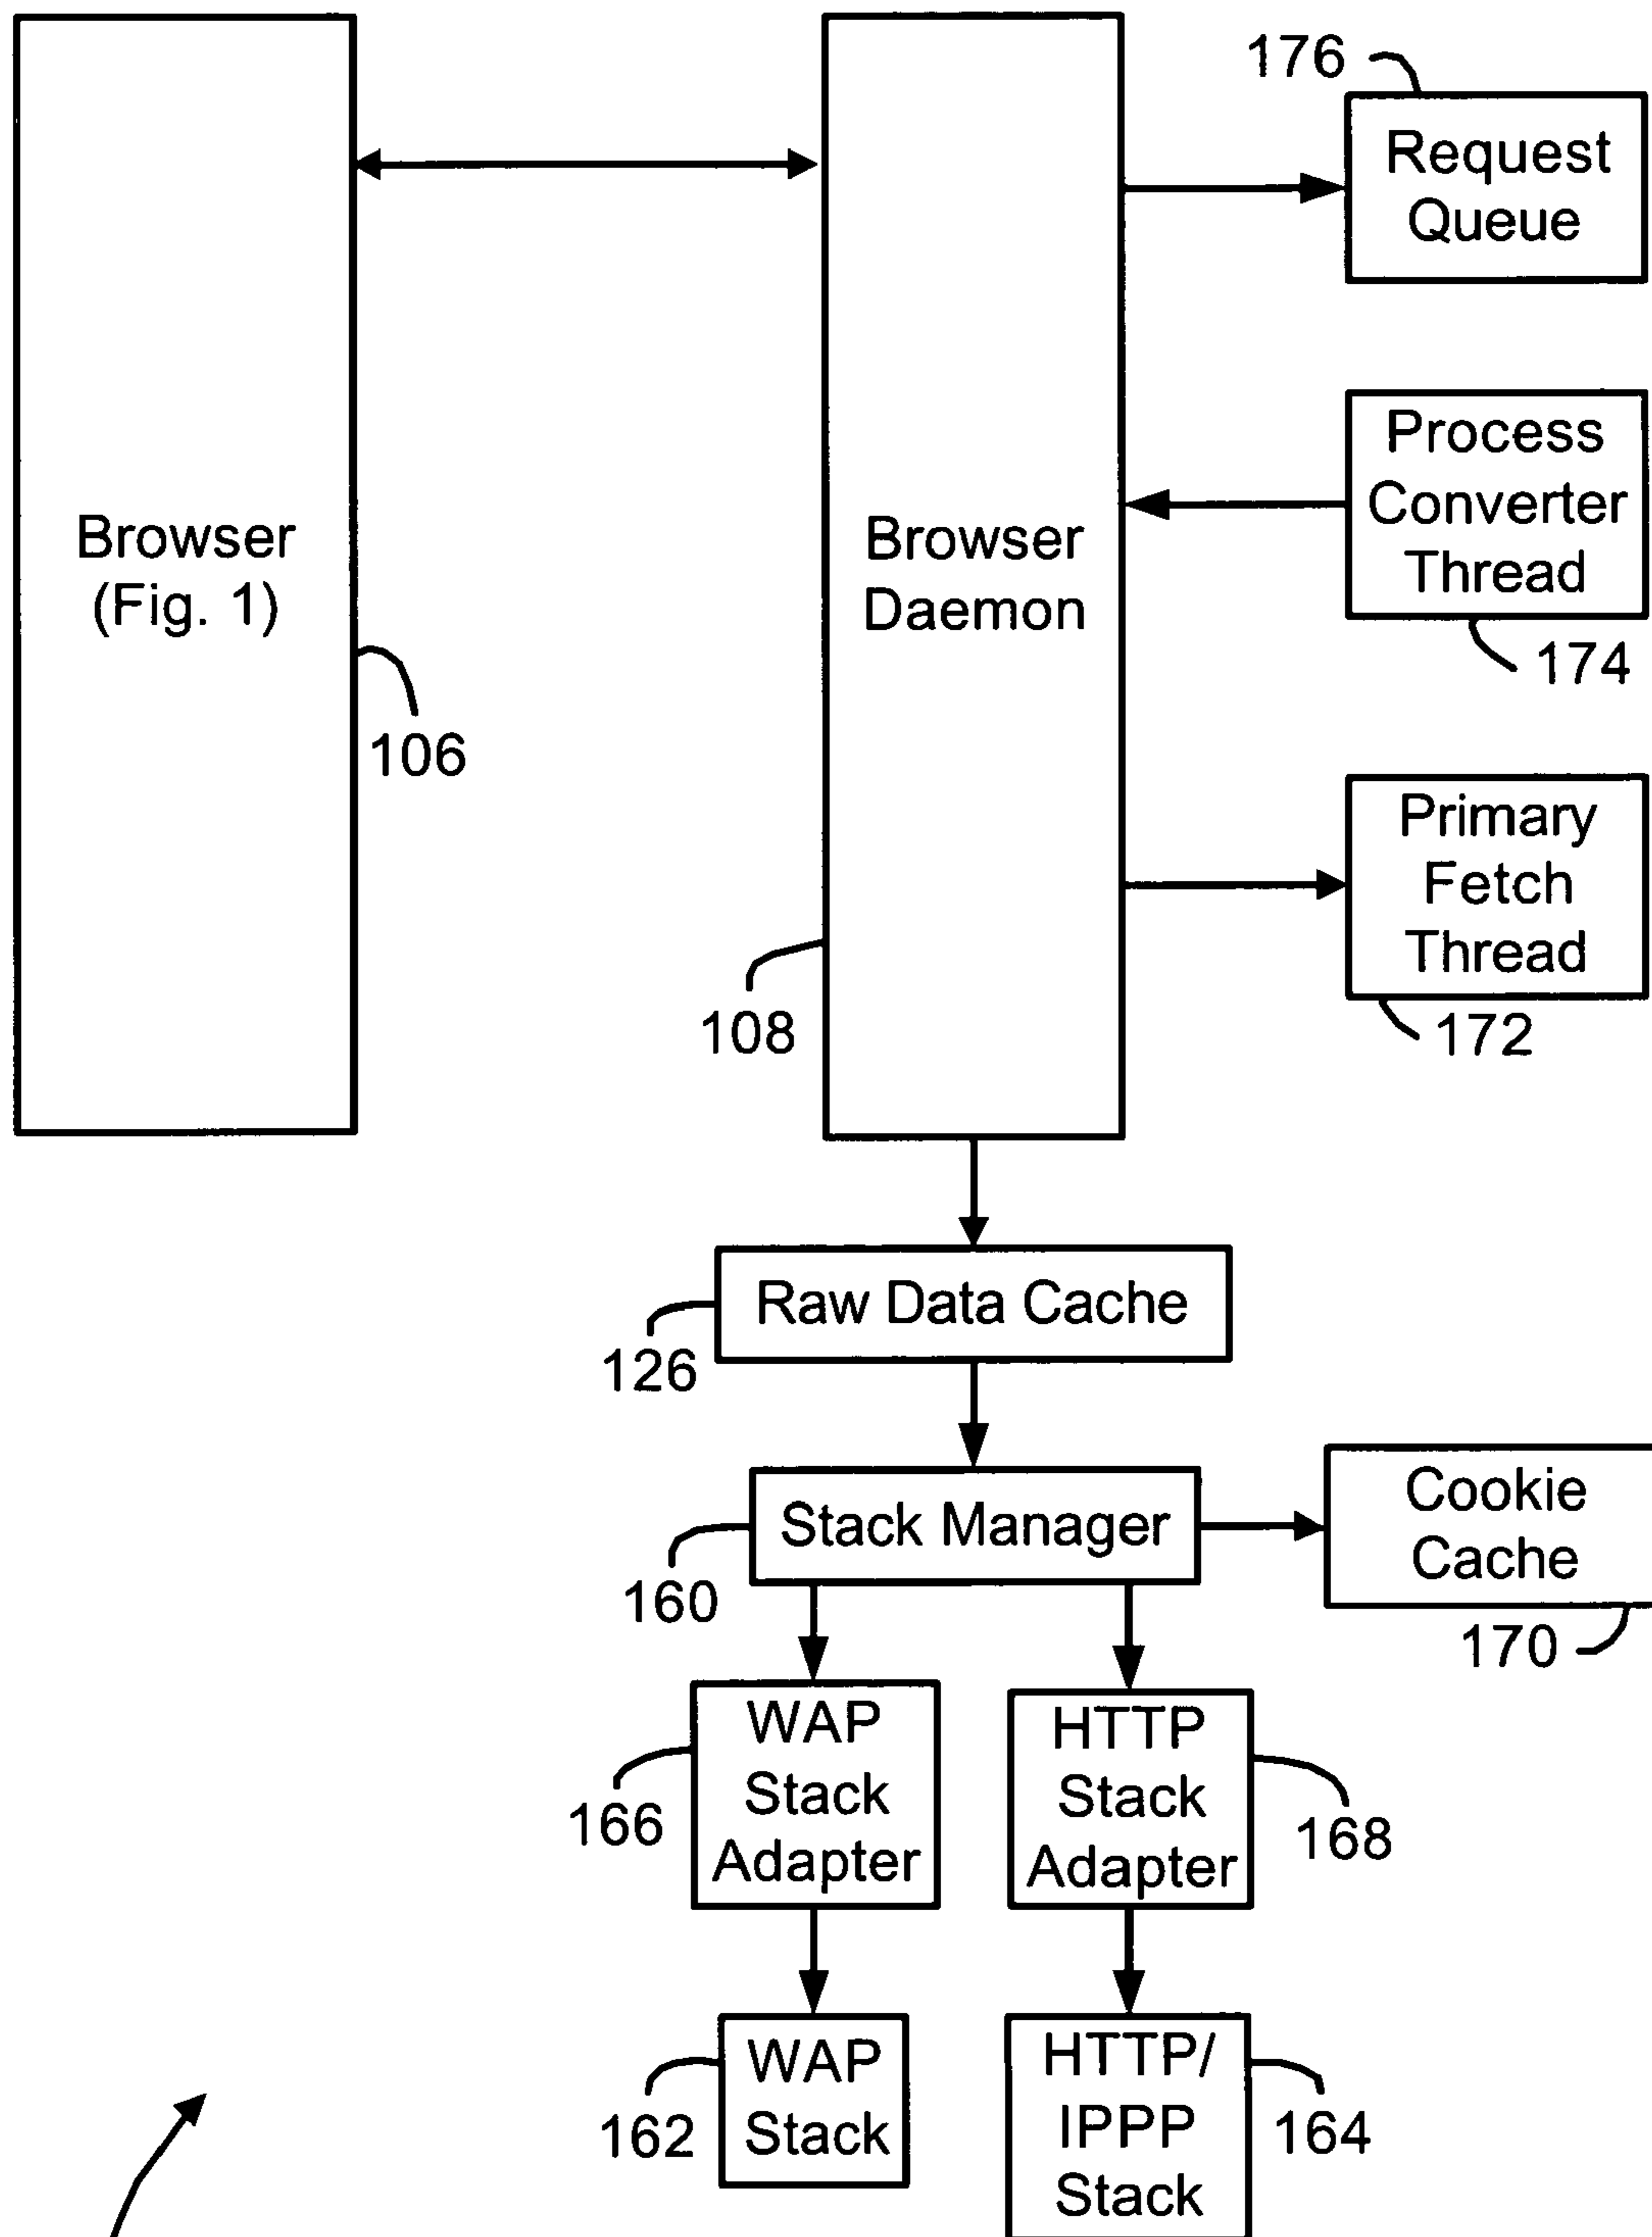 176
Request
Queue
Browser
(Fig. 1)
106
Browser
Daemon
108
Process
Converter
Thread
174
Primary
Fetch
Thread
172
Raw Data Cache
126
Stack Manager
160
Cookie
Cache
170
WAP
Stack
Adapter
166
HTTP
Stack
Adapter
168
WAP
Stack
162
HTTP/
IPPP
Stack
164